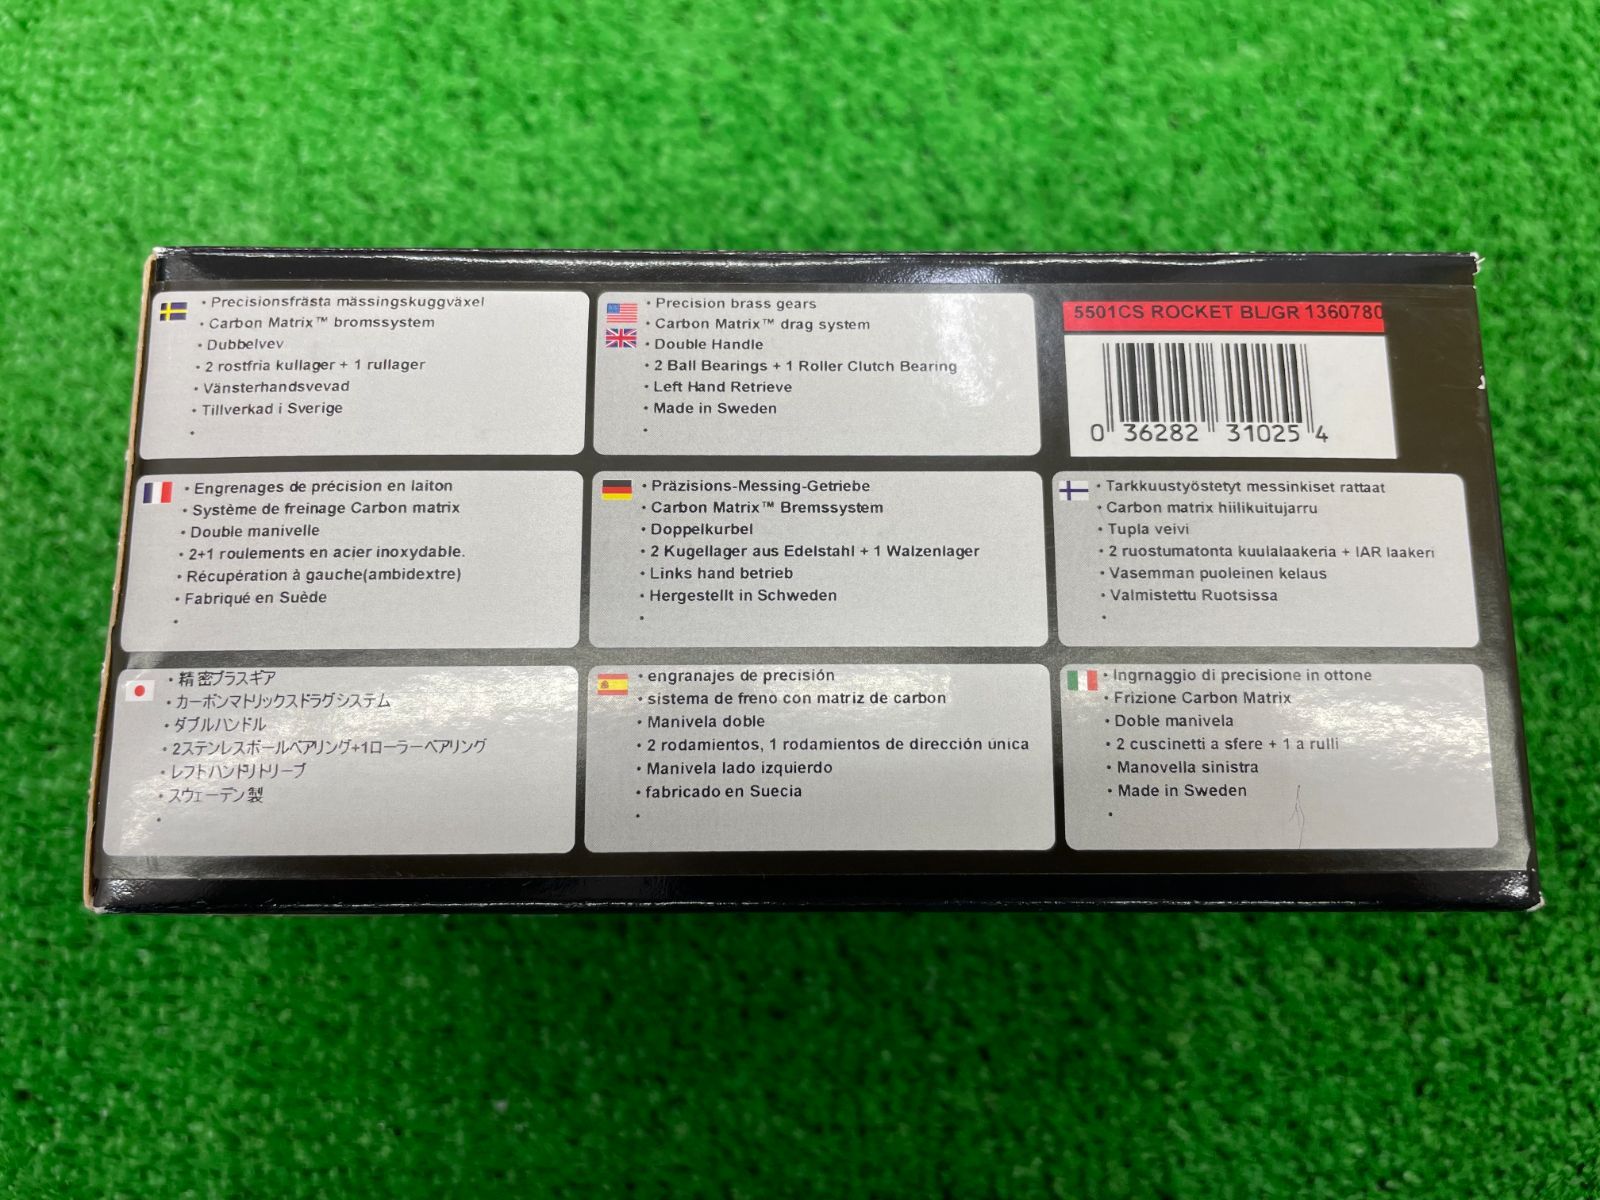 • Precisionsfrästa mässingskuggväxel
• Carbon Matrix™ bromssystem
• Dubbelvev
• 2 rostfria kullager + 1 rullager
• Vänsterhandsvevad
• Tillverkad i Sverige
•
• Precision brass gears
• Carbon Matrix™ drag system
• Double Handle
• 2 Ball Bearings + 1 Roller Clutch Bearing
• Left Hand Retrieve
• Made in Sweden
•
5501CS ROCKET BL/GR 1360780
0 36282 31025 4
• Engrenages de précision en laiton
• Système de freinage Carbon matrix
• Double manivelle
• 2+1 roulements en acier inoxydable.
• Récupération à gauche(ambidextre)
• Fabriqué en Suède
•
• Präzisions-Messing-Getriebe
• Carbon Matrix™ Bremssystem
• Doppelkurbel
• 2 Kugellager aus Edelstahl + 1 Walzenlager
• Links hand betrieb
• Hergestellt in Schweden
•
• Tarkkuustyöstetyt messinkiset rattaat
• Carbon matrix hiilikuitujarru
• Tupla veivi
• 2 ruostumatonta kuulalaakeria + IAR laakeri
• Vasemman puoleinen kelaus
• Valmistettu Ruotsissa
•
• 精密ブラスギア
• カーボンマトリックスドラグシステム
• ダブルハンドル
• 2ステンレスボールベアリング+1ローラーベアリング
• レフトハンドリトリーブ
• スウェーデン製
•
• engranajes de precisión
• sistema de freno con matriz de carbon
• Manivela doble
• 2 rodamientos, 1 rodamientos de dirección única
• Manivela lado izquierdo
• fabricado en Suecia
•
• Ingrnaggio di precisione in ottone
• Frizione Carbon Matrix
• Doble manivela
• 2 cuscinetti a sfere + 1 a rulli
• Manovella sinistra
• Made in Sweden
•